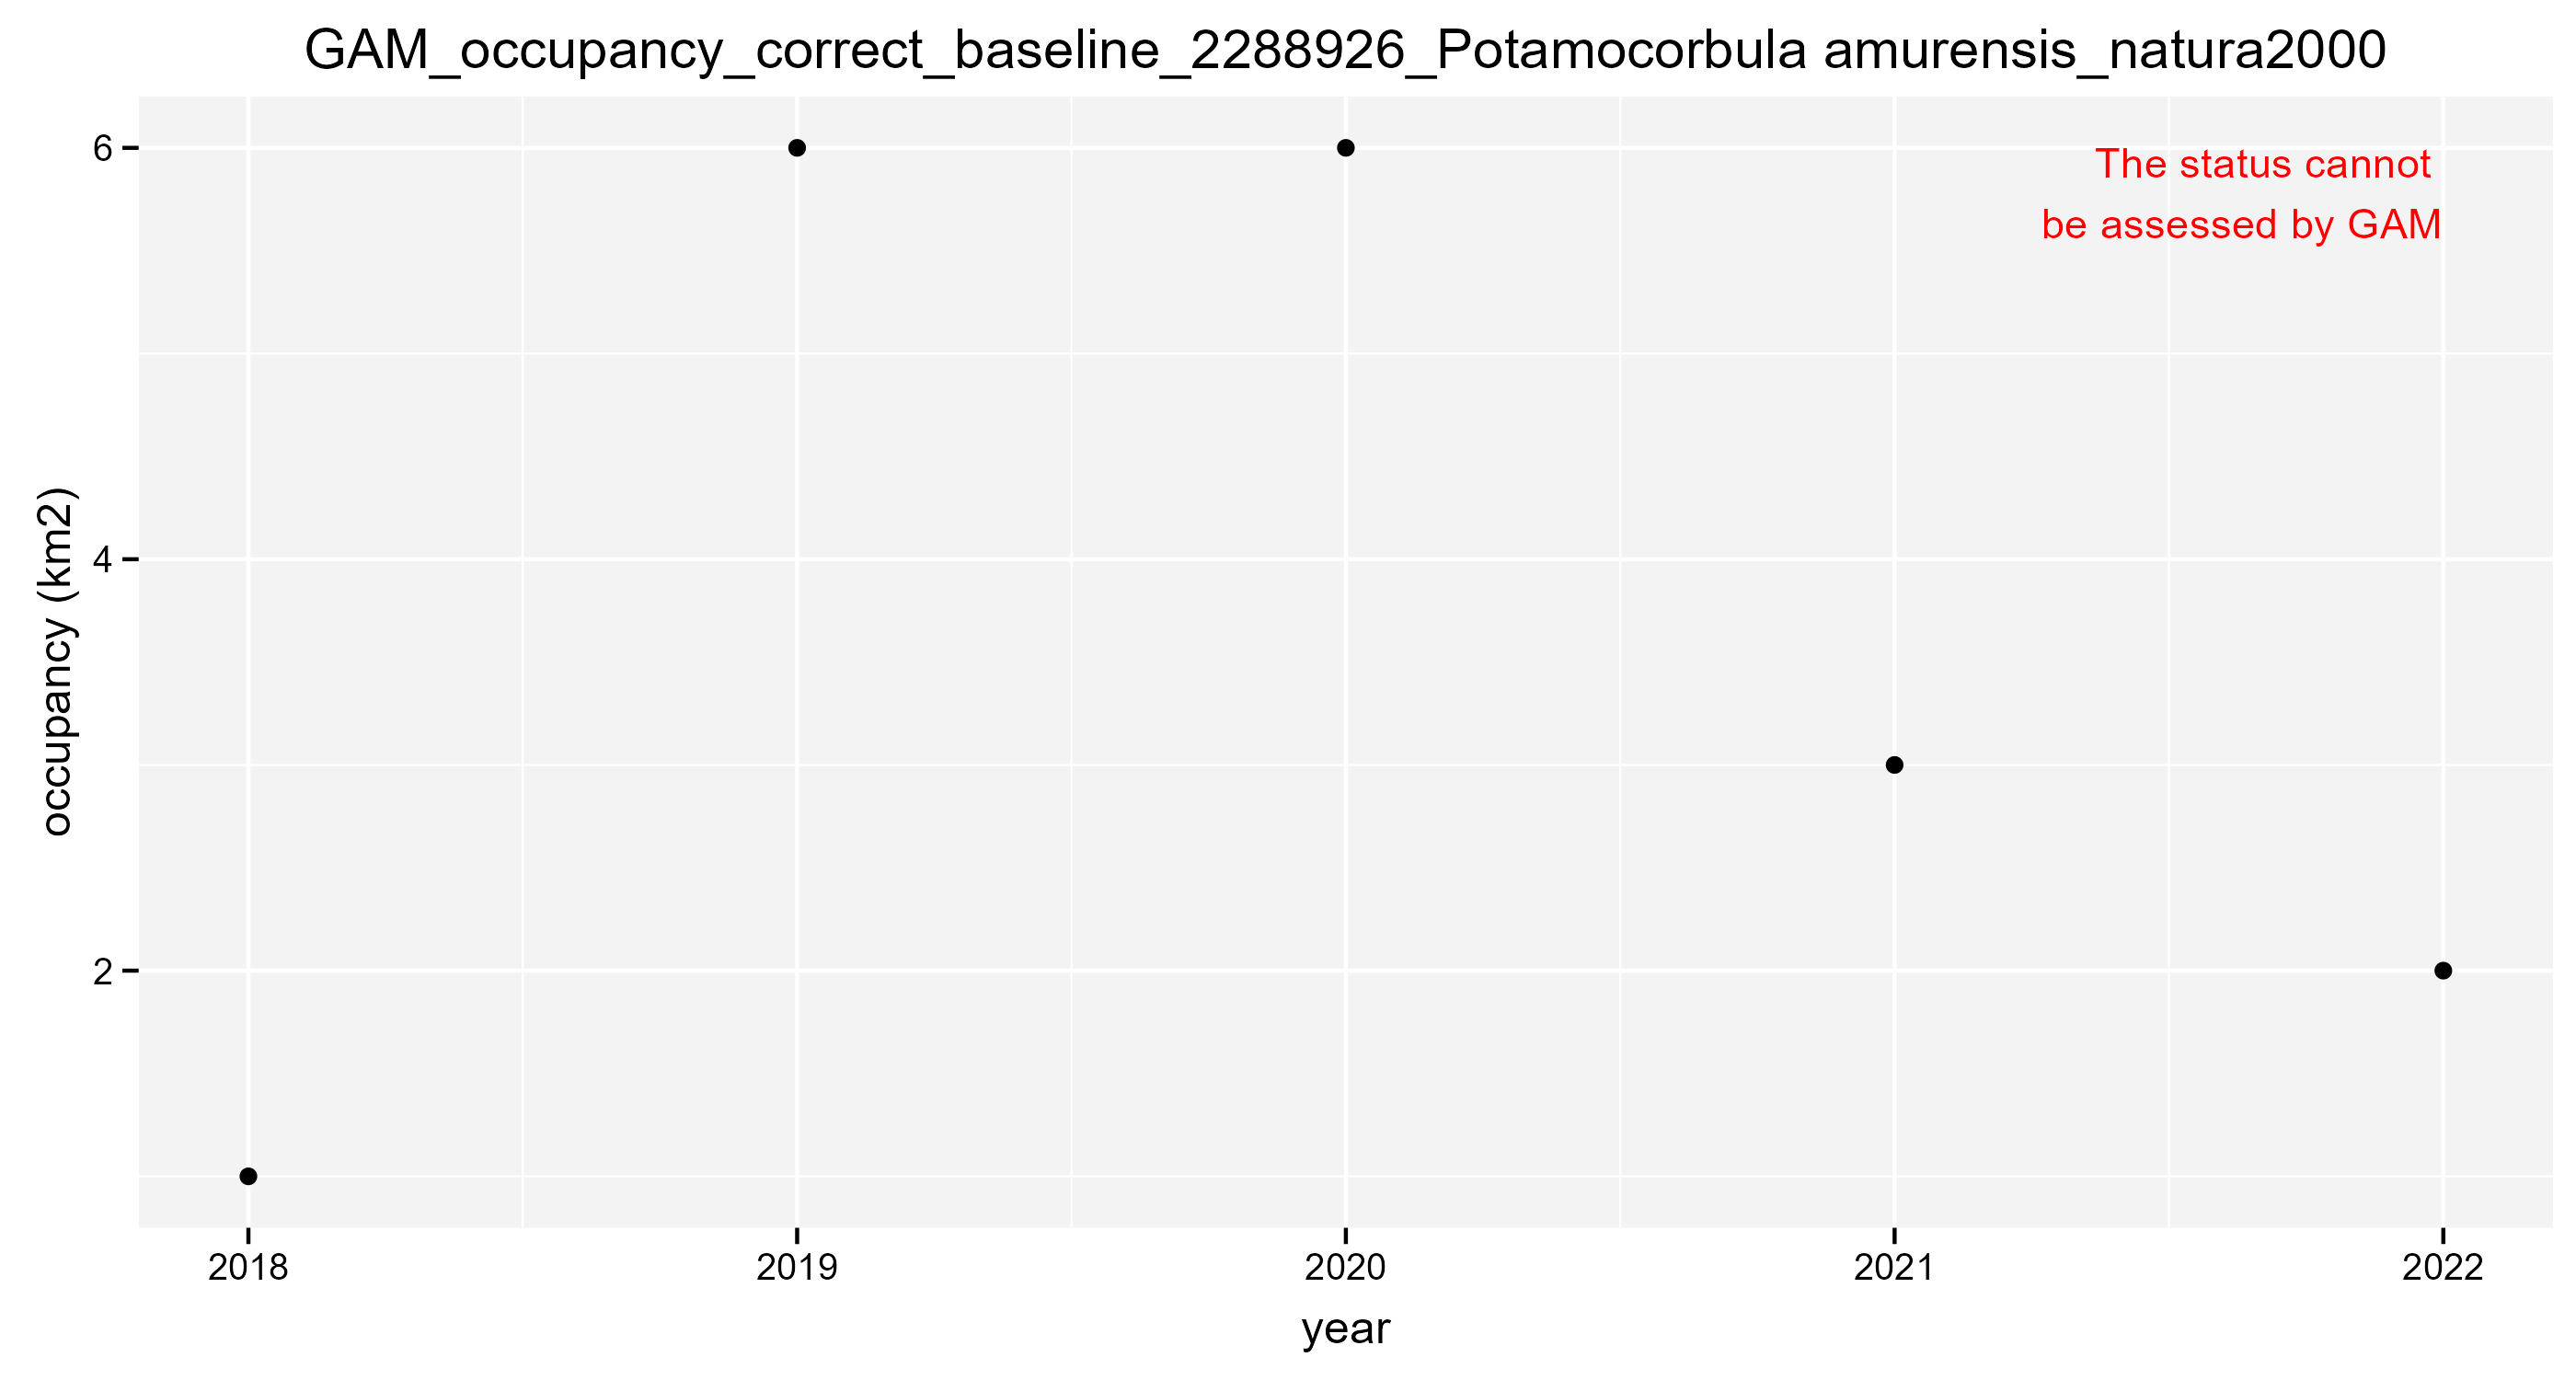 GAM_occupancy_correct_baseline_2288926_Potamocorbula amurensis_natura2000
The status cannot
be assessed by GAM
occupancy (km2)
6
4
2
2018
2019
2020
2021
2022
year